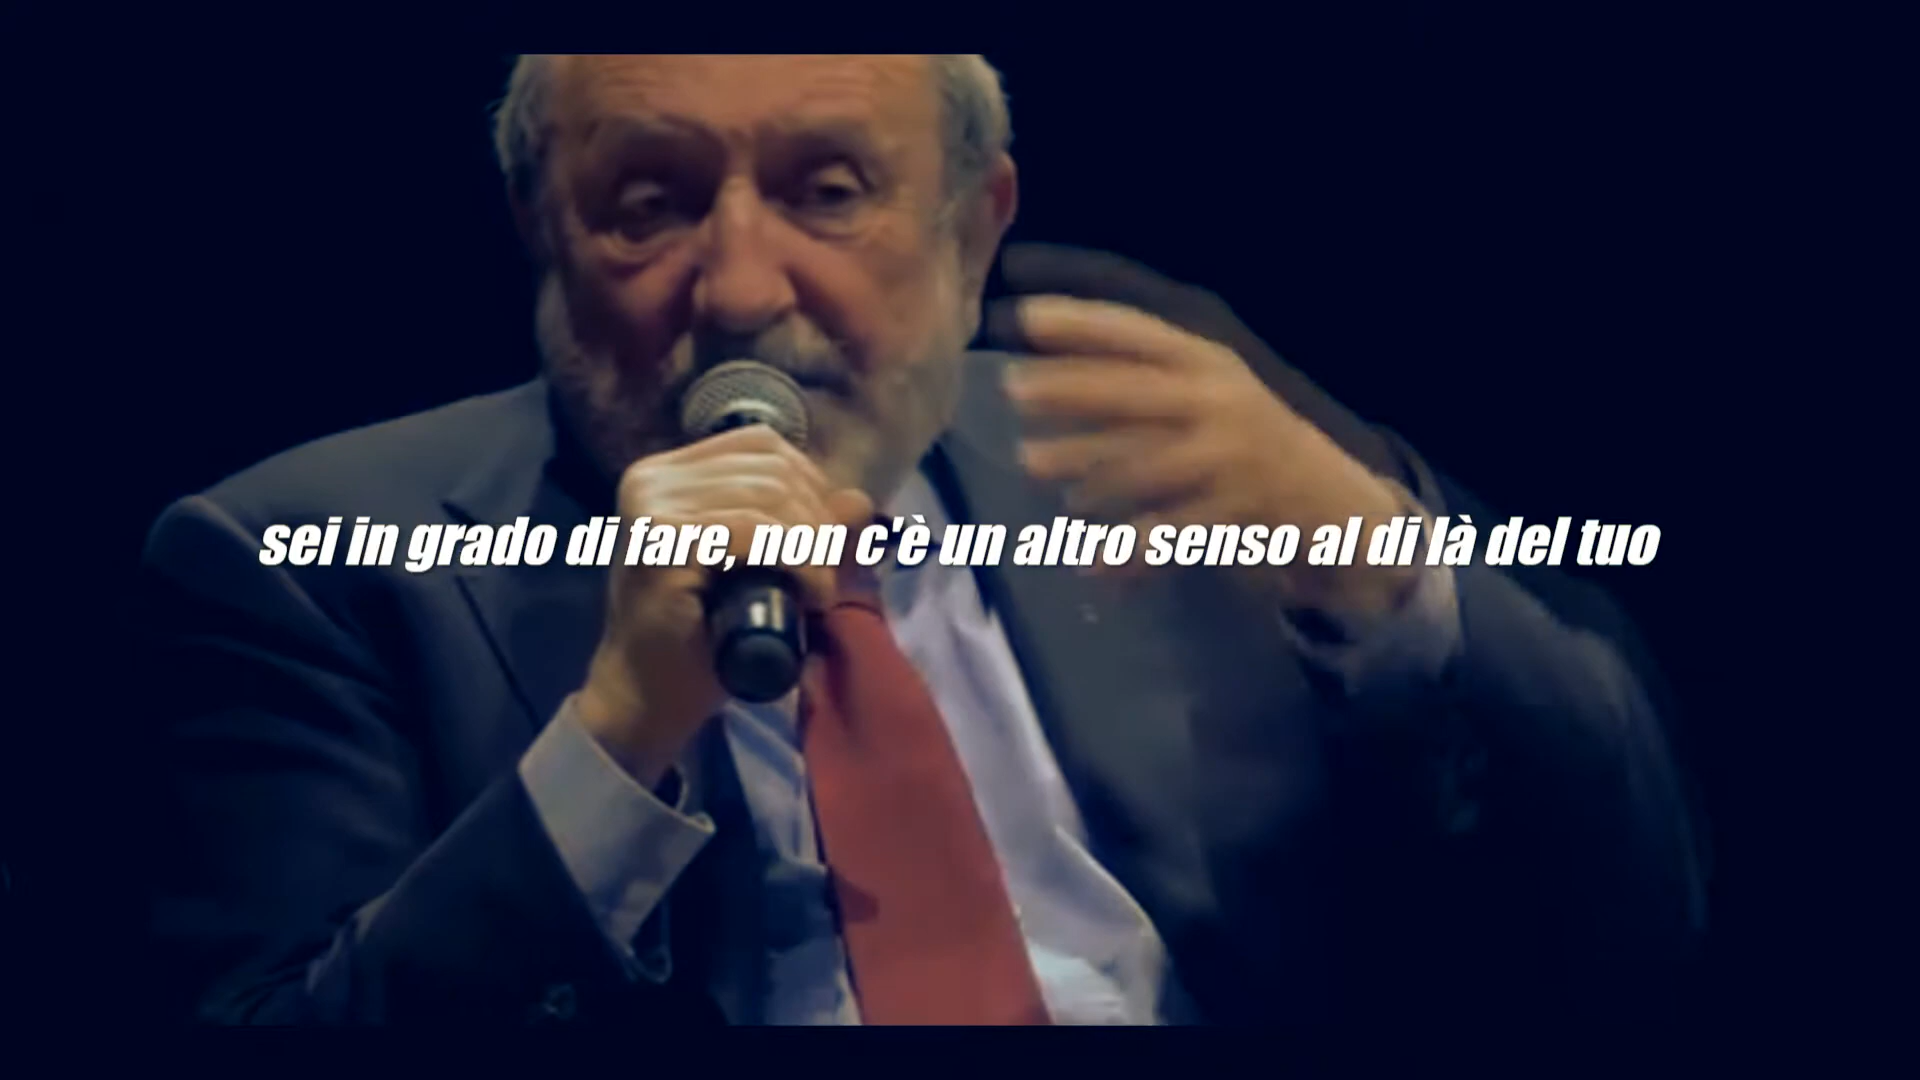 sei in grado di fare, non c'è un altro senso al di là del tuo